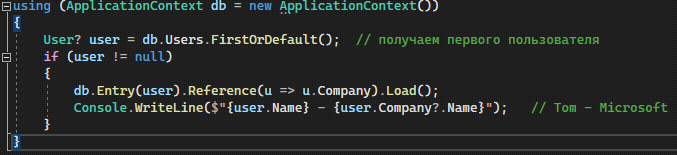 using (ApplicationContext db = new ApplicationContext())
{
User? user = db.Users.FirstOrDefault();  // получаем первого пользователя
if (user != null)
{
db.Entry(user).Reference(u => u.Company).Load();
Console.WriteLine($"{user.Name} - {user.Company?.Name}");   // Tom - Microsoft
}
}